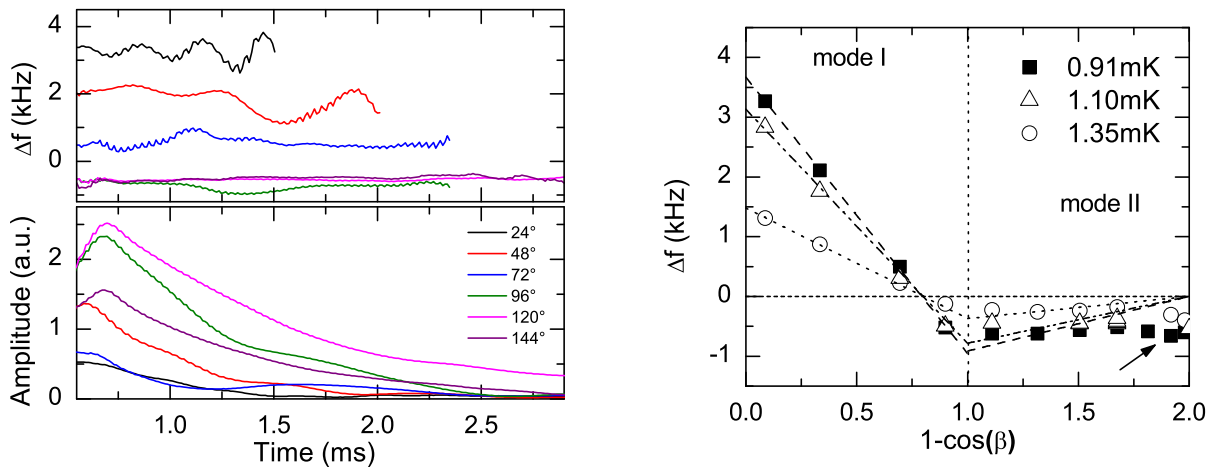 4
2
0
Δf (kHz)
2
1
0
Amplitude (a.u.)
24°
48°
72°
96°
120°
144°
1.0 1.5 2.0 2.5
Time (ms)
4
3
2
1
0
-1
Δf (kHz)
mode I
0.91mK
1.10mK
1.35mK
mode II
0.0 0.5 1.0 1.5 2.0
1-cos(β)